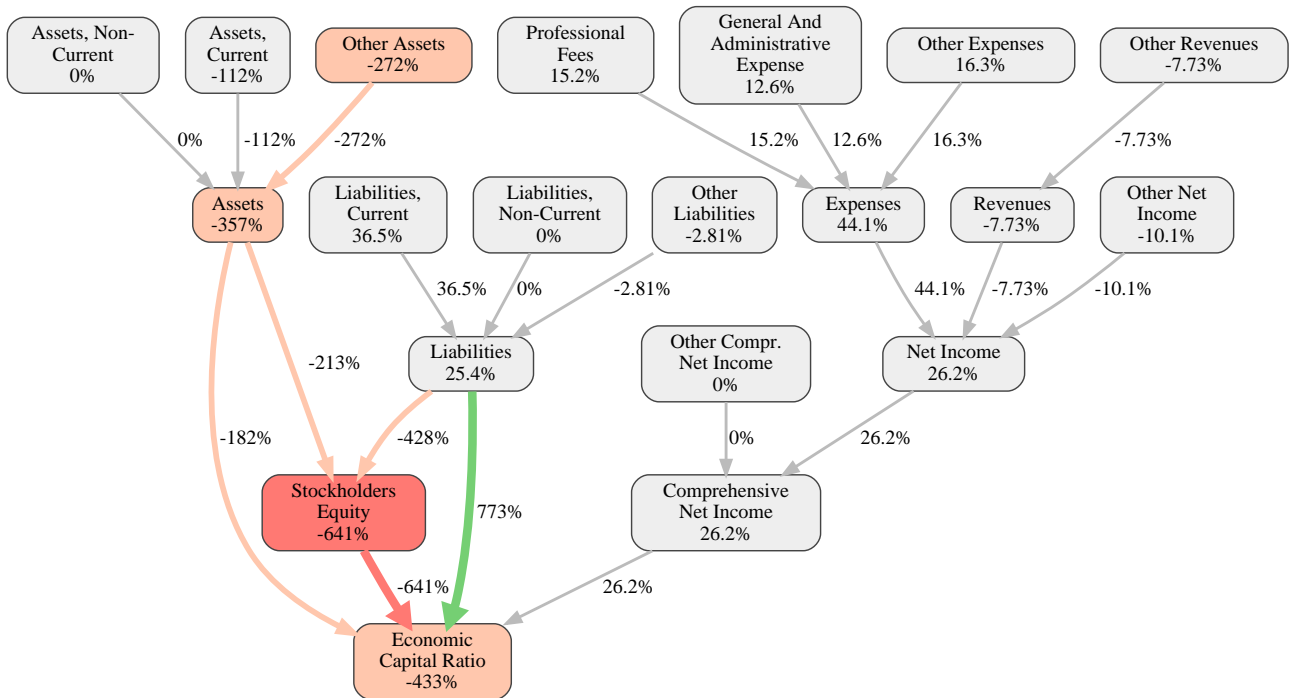 Assets, Non-
Current
0%
Assets,
Current
-112%
Other Assets
-272%
Professional
Fees
15.2%
General And
Administrative
Expense
12.6%
Other Expenses
16.3%
Other Revenues
-7.73%
0%
-112%
-272%
15.2%
12.6%
16.3%
-7.73%
Assets
-357%
Liabilities,
Current
36.5%
Liabilities,
Non-Current
0%
Other
Liabilities
-2.81%
Expenses
44.1%
Revenues
-7.73%
Other Net
Income
-10.1%
36.5%
0%
-2.81%
44.1%
-7.73%
-10.1%
Liabilities
25.4%
Other Compr.
Net Income
0%
Net Income
26.2%
-213%
-182%
-428%
0%
26.2%
Stockholders
Equity
-641%
773%
Comprehensive
Net Income
26.2%
-641%
26.2%
Economic
Capital Ratio
-433%